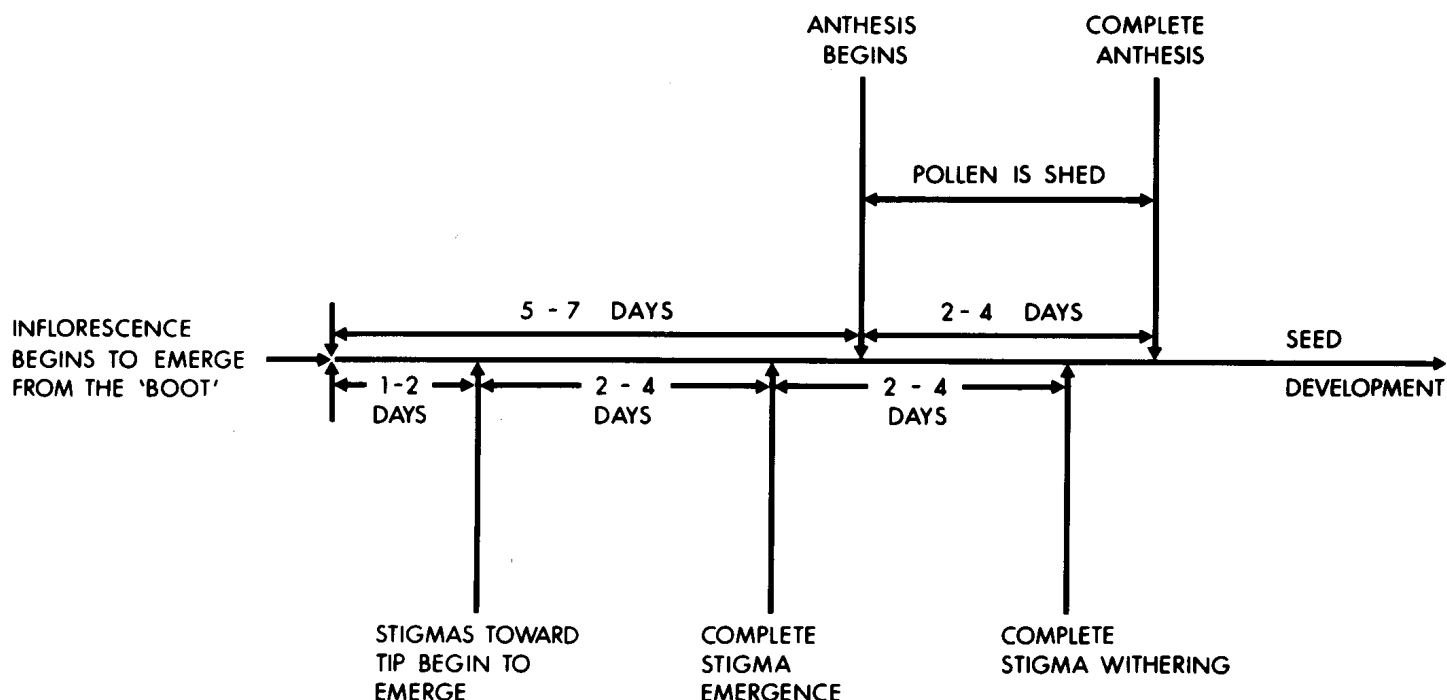 ANTHESIS
BEGINS
COMPLETE
ANTHESIS
POLLEN IS SHED
5 - 7 DAYS
2 - 4 DAYS
INFLORESCENCE
BEGINS TO EMERGE
FROM THE 'BOOT'
SEED
DEVELOPMENT
1-2
DAYS
2 - 4
DAYS
2 - 4
DAYS
STIGMAS TOWARD
TIP BEGIN TO
EMERGE
COMPLETE
STIGMA
EMERGENCE
COMPLETE
STIGMA WITHERING